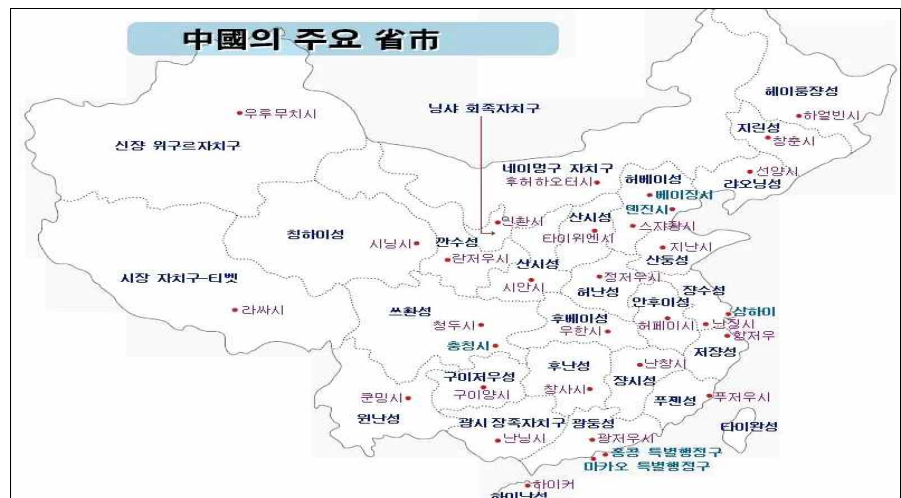 中國의 주요 省市
헤이룽쟝성
하얼빈시
닝샤 회족자치구
우루무치시
지린성
창춘시
신쟝 위구르자치구
네이멍구 자치구
후허하오터시
허베이성
선양시
랴오닝성
베이징시
톈진시
인촨시
산시성
스쟈좡시
칭하이성
시닝시
깐수성
타이위엔시
지난시
란저우시
산시성
산둥성
시장 자치구-티벳
시안시
정저우시
허난성
쟝수성
안후이성
라싸시
쓰촨성
후베이성
상하이
청두시
우한시
허페이시
난징시
항저우
충칭시
저쟝성
후난성
난창시
구이저우성
쟝시성
쿤밍시
구이양시
창사시
푸젠성
푸저우시
윈난성
광시 장족자치구
광둥성
타이완성
난닝시
광저우시
홍콩 특별행정구
마카오 특별행정구
하이커
하이난성